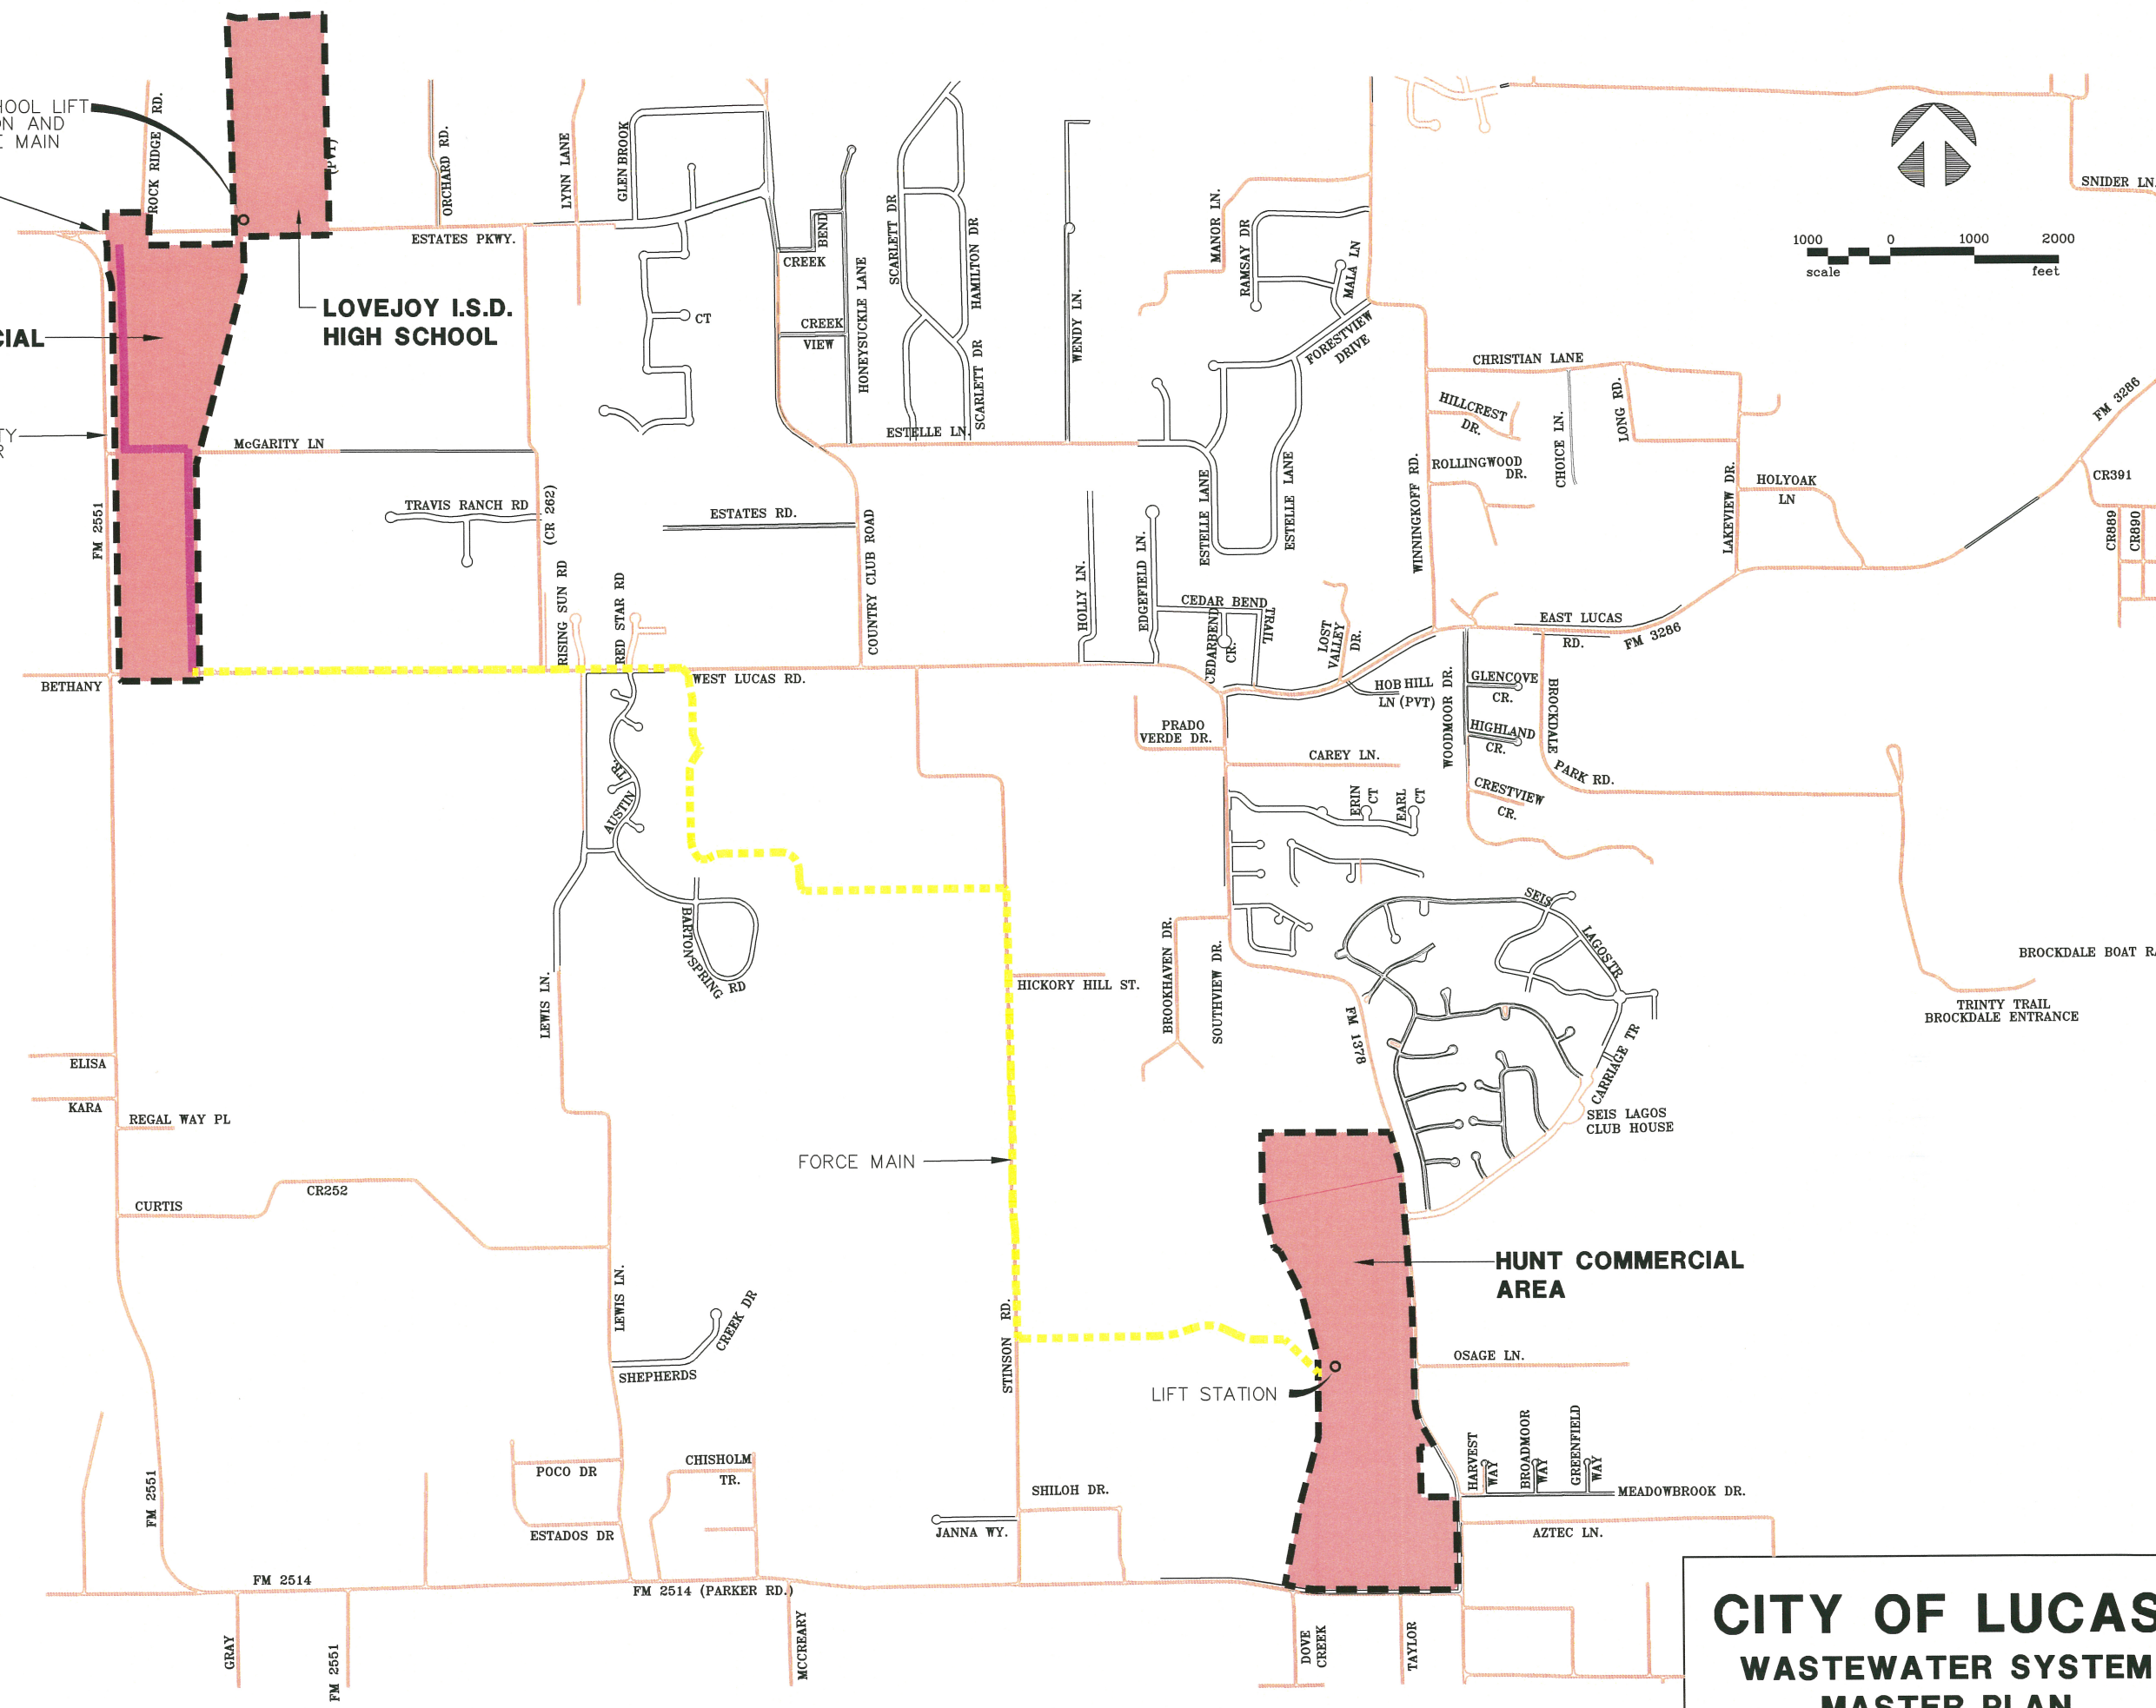 HOOL LIFT
ON AND
E MAIN
ROCK RIDGE RD.
(PVT)
ORCHARD RD.
LYNN LANE
GLENBROOK
ESTATES PKWY.
LOVEJOY I.S.D.
HIGH SCHOOL
CIAL
TY
R
FM 2551
McGARITY LN
TRAVIS RANCH RD
(CR 262)
CT
CREEK
BEND
CREEK
VIEW
HONEYSUCKLE LANE
SCARLETT DR
HAMILTON DR
SCARLETT DR
WENDY LN.
ESTELLE LN.
ESTATES RD.
COUNTRY CLUB ROAD
MANOR LN.
RAMSAY DR
MALA LN
FORESTVIEW
DRIVE
ESTELLE LANE
ESTELLE LANE
1000
0
1000
2000
scale
feet
SNIDER LN.
CHRISTIAN LANE
HILLCREST
DR.
ROLLINGWOOD
DR.
CHOICE LN.
LONG RD.
WINNINGKOFF RD.
LAKEVIEW DR.
HOLYOAK
LN
FM 3286
CR391
CR889
CR890
HOLLY LN.
EDGEFIELD LN.
CEDAR BEND
TRAIL
CEDARBEND
CR.
LOST
VALLEY
DR.
EAST LUCAS
RD.
FM 3286
RISING SUN RD
RED STAR RD
BETHANY
WEST LUCAS RD.
HOB HILL
LN (PVT)
WOODMOOR DR.
GLENCOVE
CR.
HIGHLAND
CR.
CRESTVIEW
CR.
BROCKDALE
PARK RD.
PRADO
VERDE DR.
CAREY LN.
ERIN
CT
EARL
CT
AUSTIN
TR.
BARTON SPRING RD
LEWIS LN.
HICKORY HILL ST.
BROOKHAVEN DR.
SOUTHVIEW DR.
FM 1378
SEIS
LAGOS TR
CARRIAGE TR
SEIS LAGOS
CLUB HOUSE
BROCKDALE BOAT RA
TRINTY TRAIL
BROCKDALE ENTRANCE
ELISA
KARA
REGAL WAY PL
CURTIS
CR252
FORCE MAIN
HUNT COMMERCIAL
AREA
LEWIS LN.
CREEK DR
SHEPHERDS
STINSON RD.
LIFT STATION
OSAGE LN.
HARVEST
WAY
BROADMOOR
WAY
GREENFIELD
WAY
MEADOWBROOK DR.
AZTEC LN.
FM 2551
POCO DR
ESTADOS DR
CHISHOLM
TR.
SHILOH DR.
JANNA WY.
FM 2514
FM 2514 (PARKER RD.)
GRAY
FM 2551
MCCREARY
DOVE
CREEK
TAYLOR
CITY OF LUCAS
WASTEWATER SYSTEM
MASTER PLAN